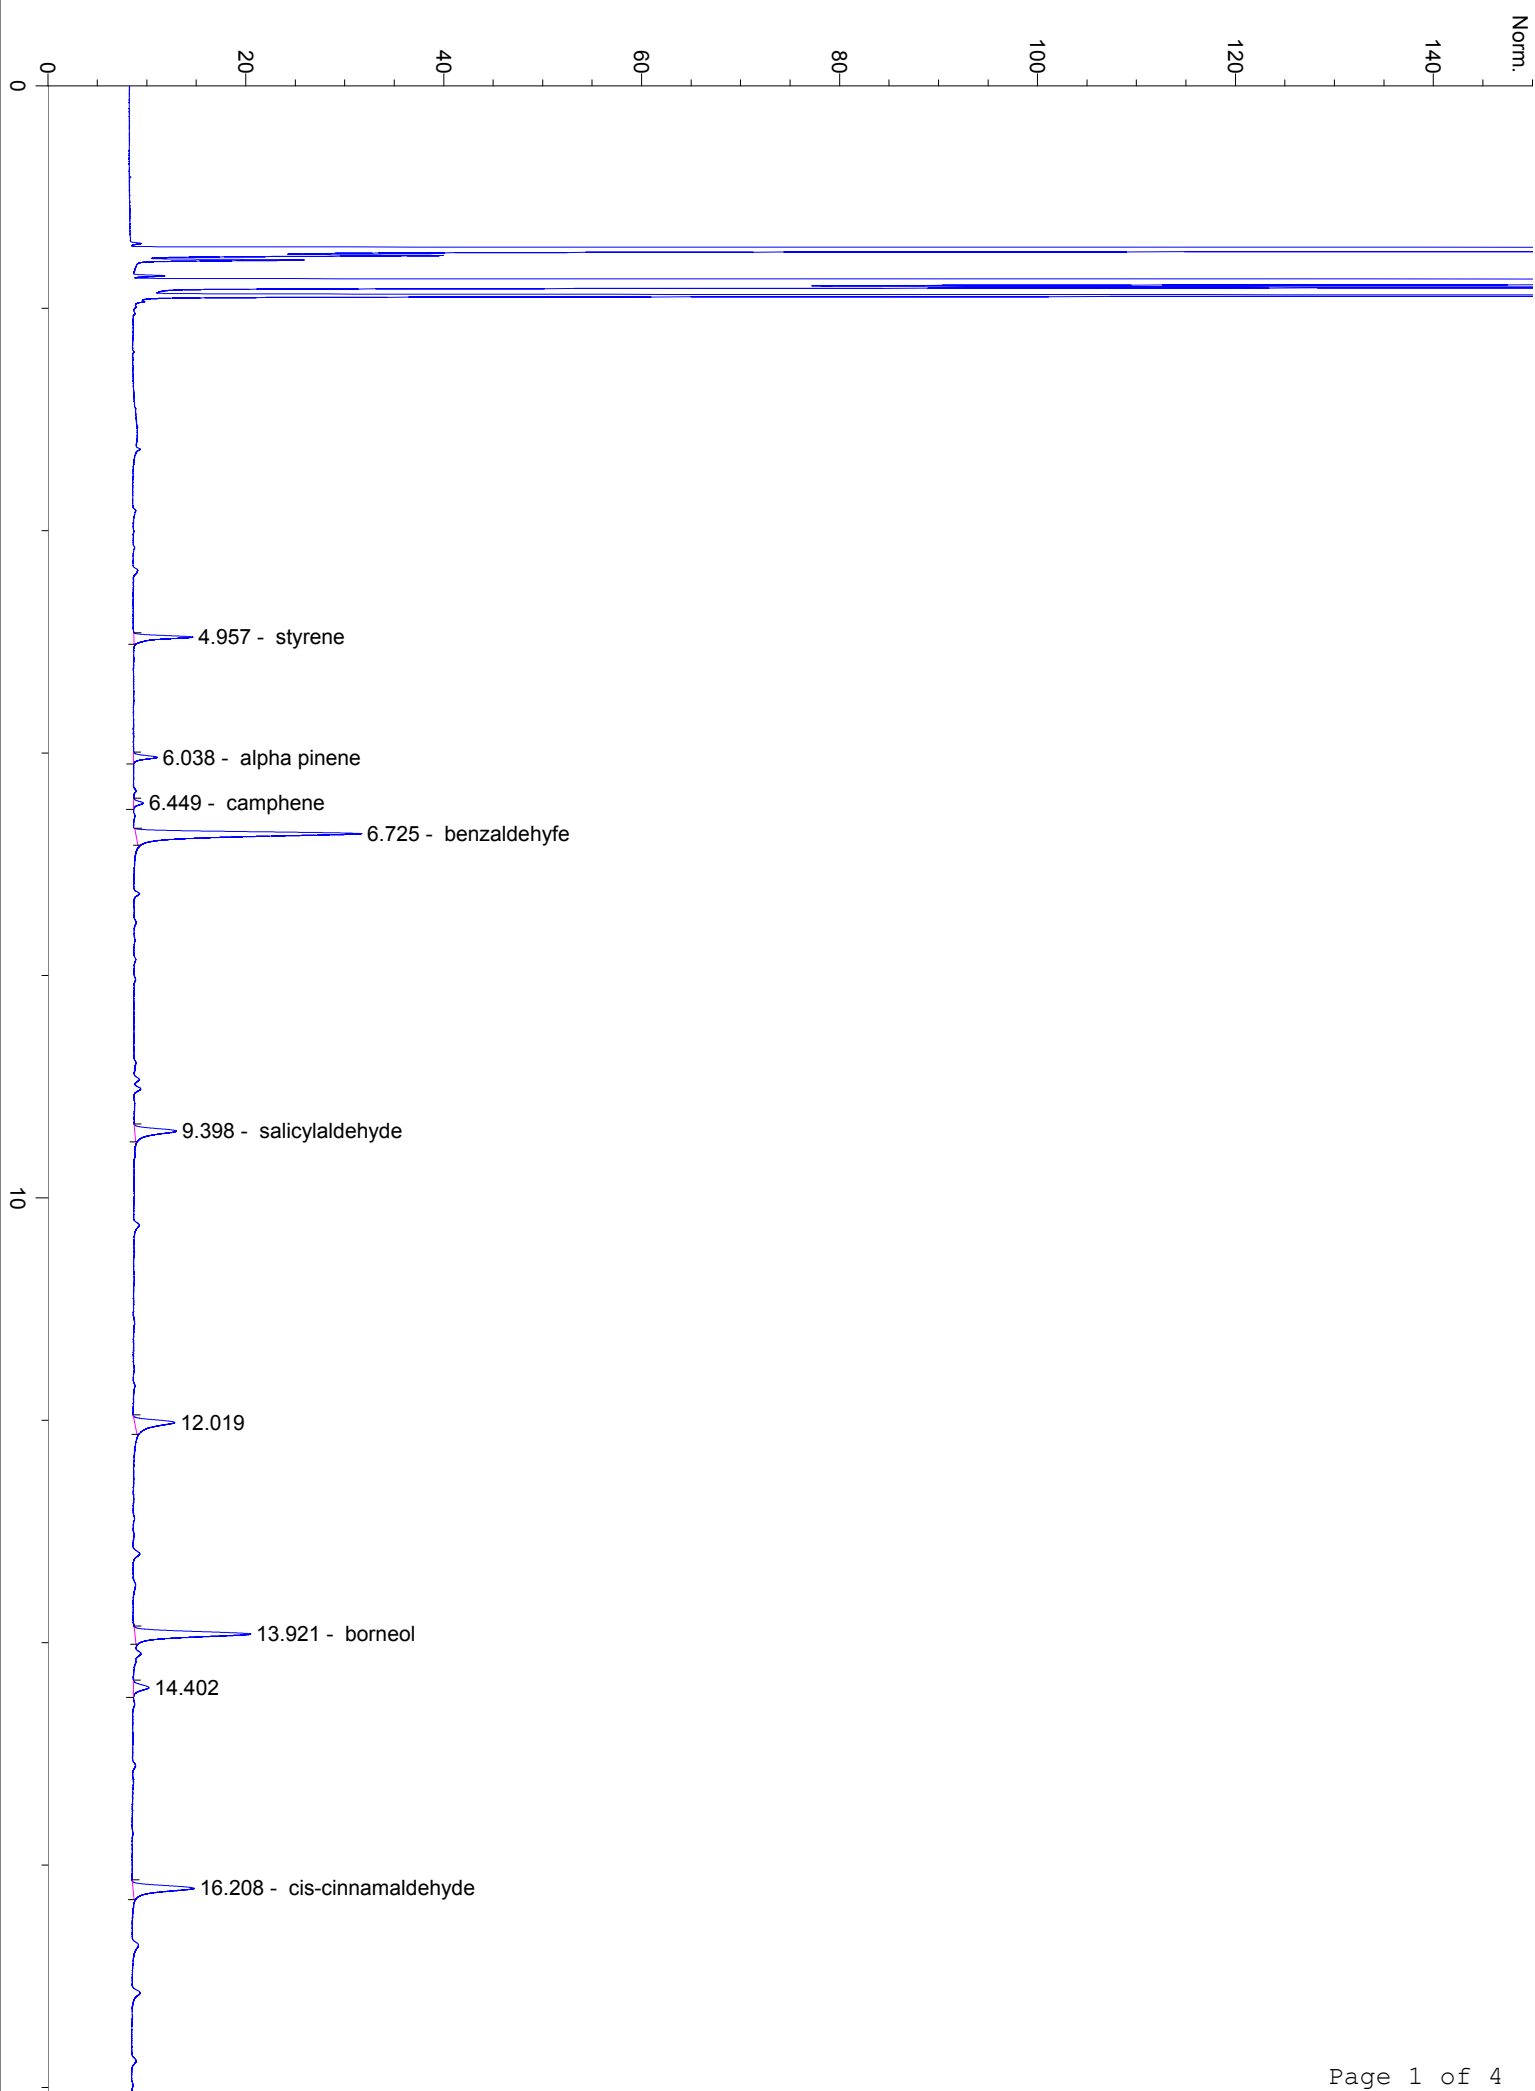 Norm.
0
20
40
60
80
100
120
140
0
4.957 - styrene
6.038 - alpha pinene
6.449 - camphene
6.725 - benzaldehyfe
9.398 - salicylaldehyde
10
12.019
13.921 - borneol
14.402
16.208 - cis-cinnamaldehyde
Page 1 of 4